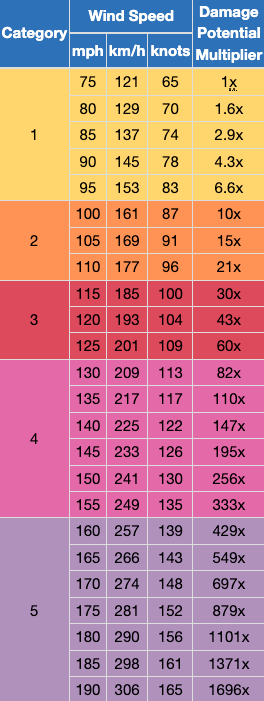 Category Wind Speed Damage Potential Multiplier
mph km/h knots
1
75 121 65 1x
80 129 70 1.6x
85 137 74 2.9x
90 145 78 4.3x
95 153 83 6.6x
2
100 161 87 10x
105 169 91 15x
110 177 96 21x
3
115 185 100 30x
120 193 104 43x
125 201 109 60x
4
130 209 113 82x
135 217 117 110x
140 225 122 147x
145 233 126 195x
150 241 130 256x
155 249 135 333x
5
160 257 139 429x
165 266 143 549x
170 274 148 697x
175 281 152 879x
180 290 156 1101x
185 298 161 1371x
190 306 165 1696x